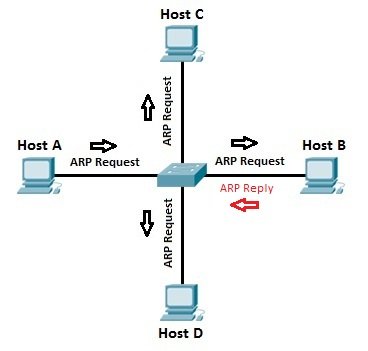 Host C
ARP Request
Host A
ARP Request
ARP Request
Host B
ARP Reply
ARP Request
Host D